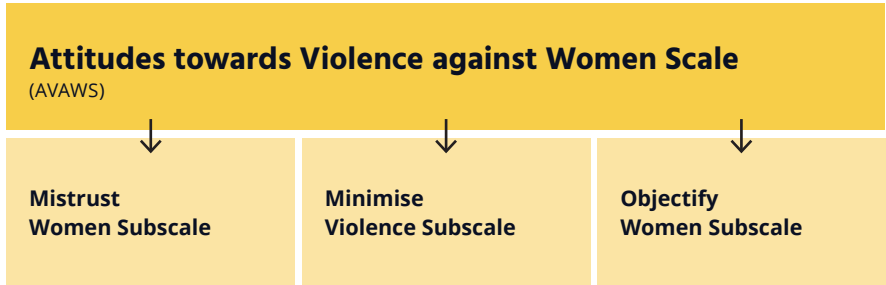 Attitudes towards Violence against Women Scale
(AVAWS)
Mistrust
Women Subscale
Minimise
Violence Subscale
Objectify
Women Subscale